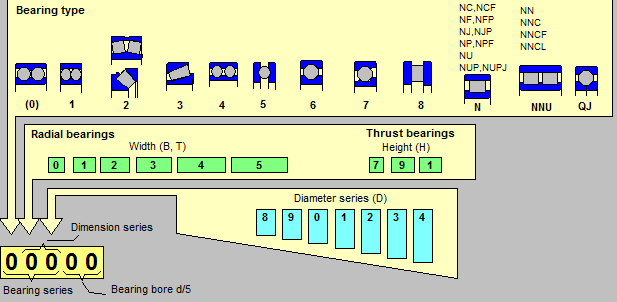 Bearing type
NC,NCF
NF,NFP
NJ,NJP
NP,NPF
NU
NUP,NUPJ
NN
NNC
NNCF
NNCL
(0) 1 2 3 4 5 6 7 8 N NNU QJ
Radial bearings
Width (B, T)
0 1 2 3 4 5
Thrust bearings
Height (H)
7 9 1
Diameter series (D)
8 9 0 1 2 3 4
Dimension series
0 0 0 0 0
Bearing series
Bearing bore d/5